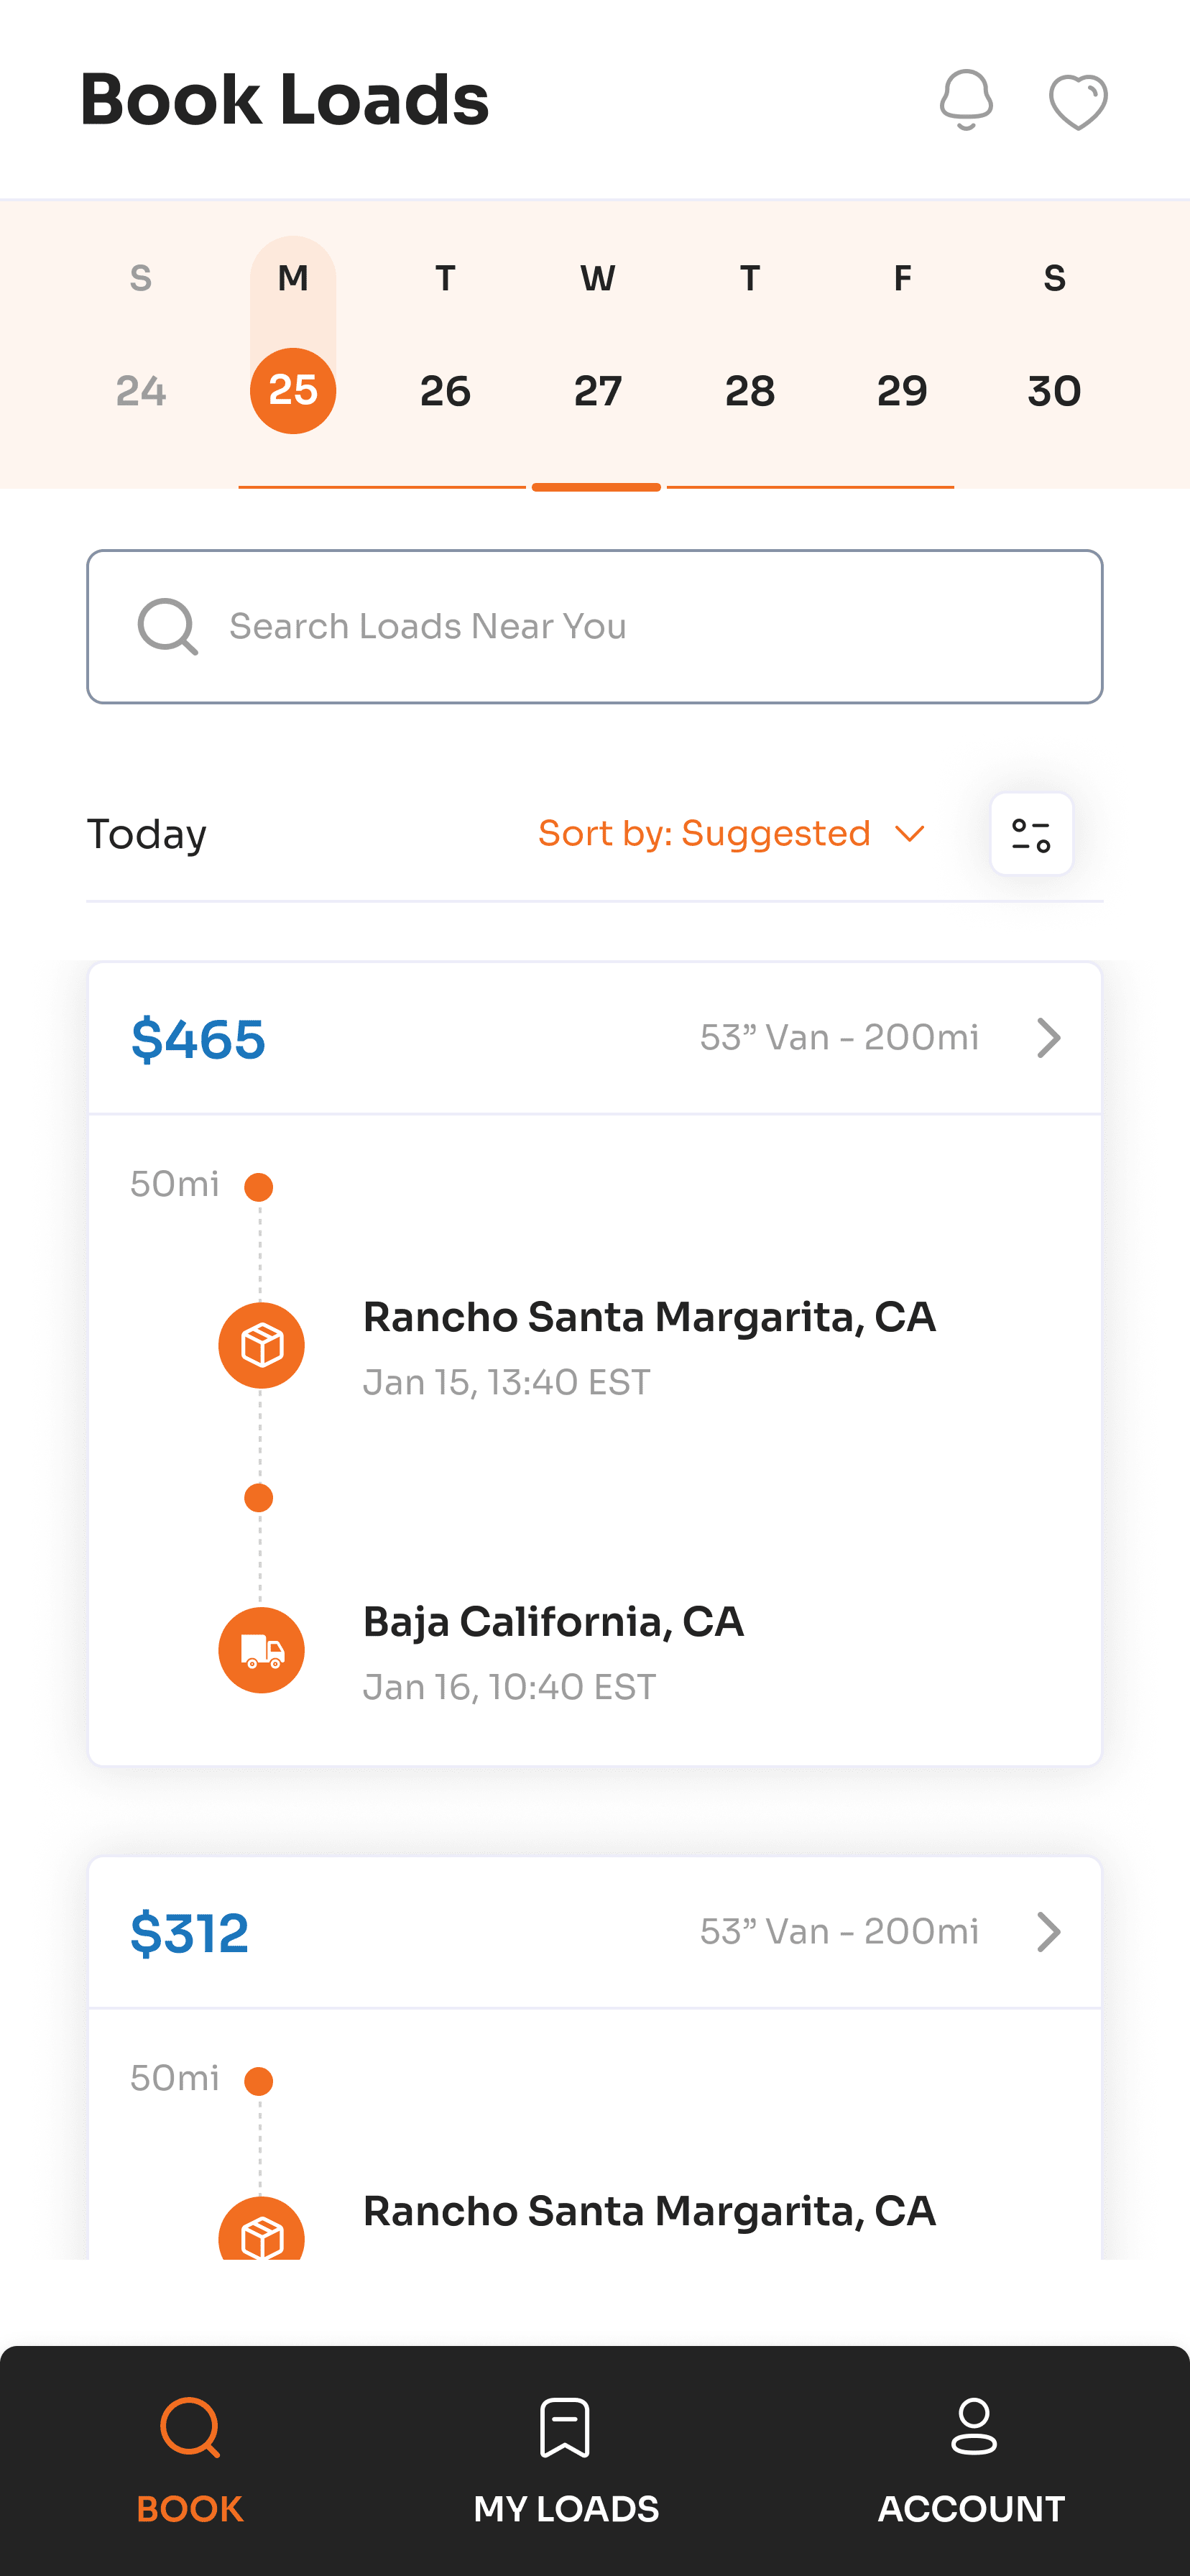 Book Loads
S M T W T F S
24 25 26 27 28 29 30
Search Loads Near You
Today Sort by: Suggested
$465 53” Van - 200mi
50mi
Rancho Santa Margarita, CA
Jan 15, 13:40 EST
Baja California, CA
Jan 16, 10:40 EST
$312 53” Van - 200mi
50mi
Rancho Santa Margarita, CA
BOOK MY LOADS ACCOUNT